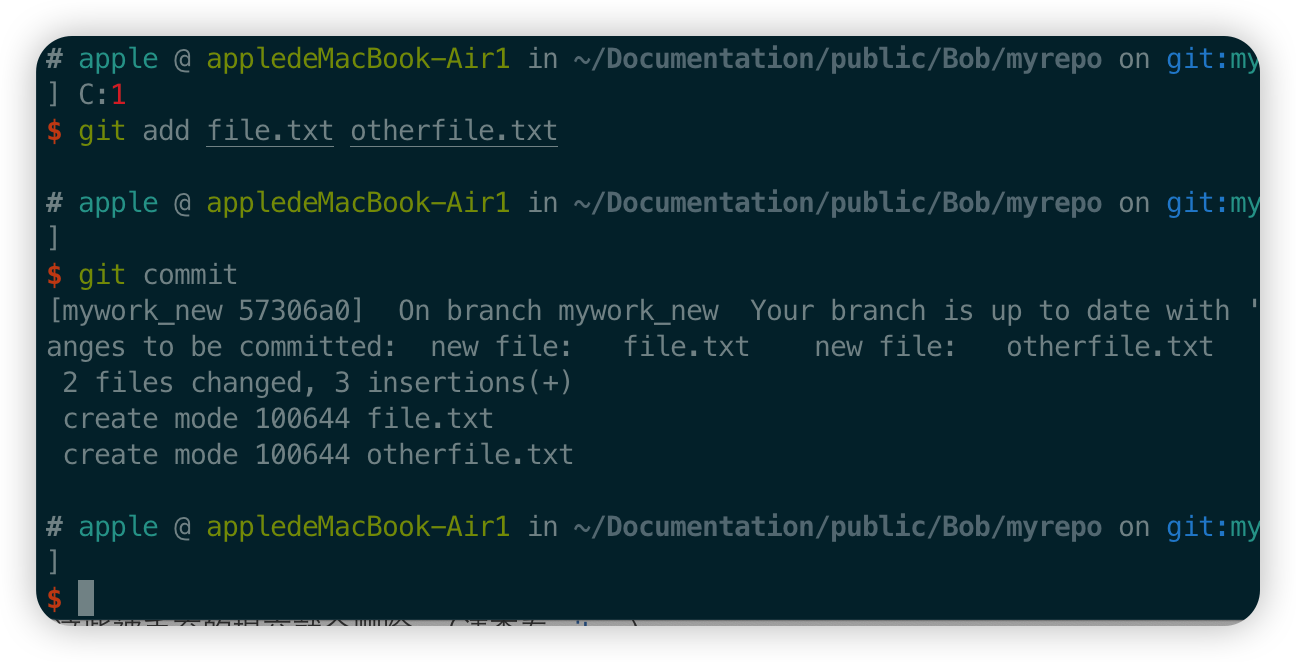 # apple @ appledeMacBook-Air1 in ~/Documentation/public/Bob/myrepo on git:my
] C:1
$ git add file.txt otherfile.txt
# apple @ appledeMacBook-Air1 in ~/Documentation/public/Bob/myrepo on git:my
]
$ git commit
[mywork_new 57306a0]  On branch mywork_new  Your branch is up to date with '
anges to be committed:  new file:   file.txt    new file:   otherfile.txt
 2 files changed, 3 insertions(+)
 create mode 100644 file.txt
 create mode 100644 otherfile.txt
# apple @ appledeMacBook-Air1 in ~/Documentation/public/Bob/myrepo on git:my
]
$